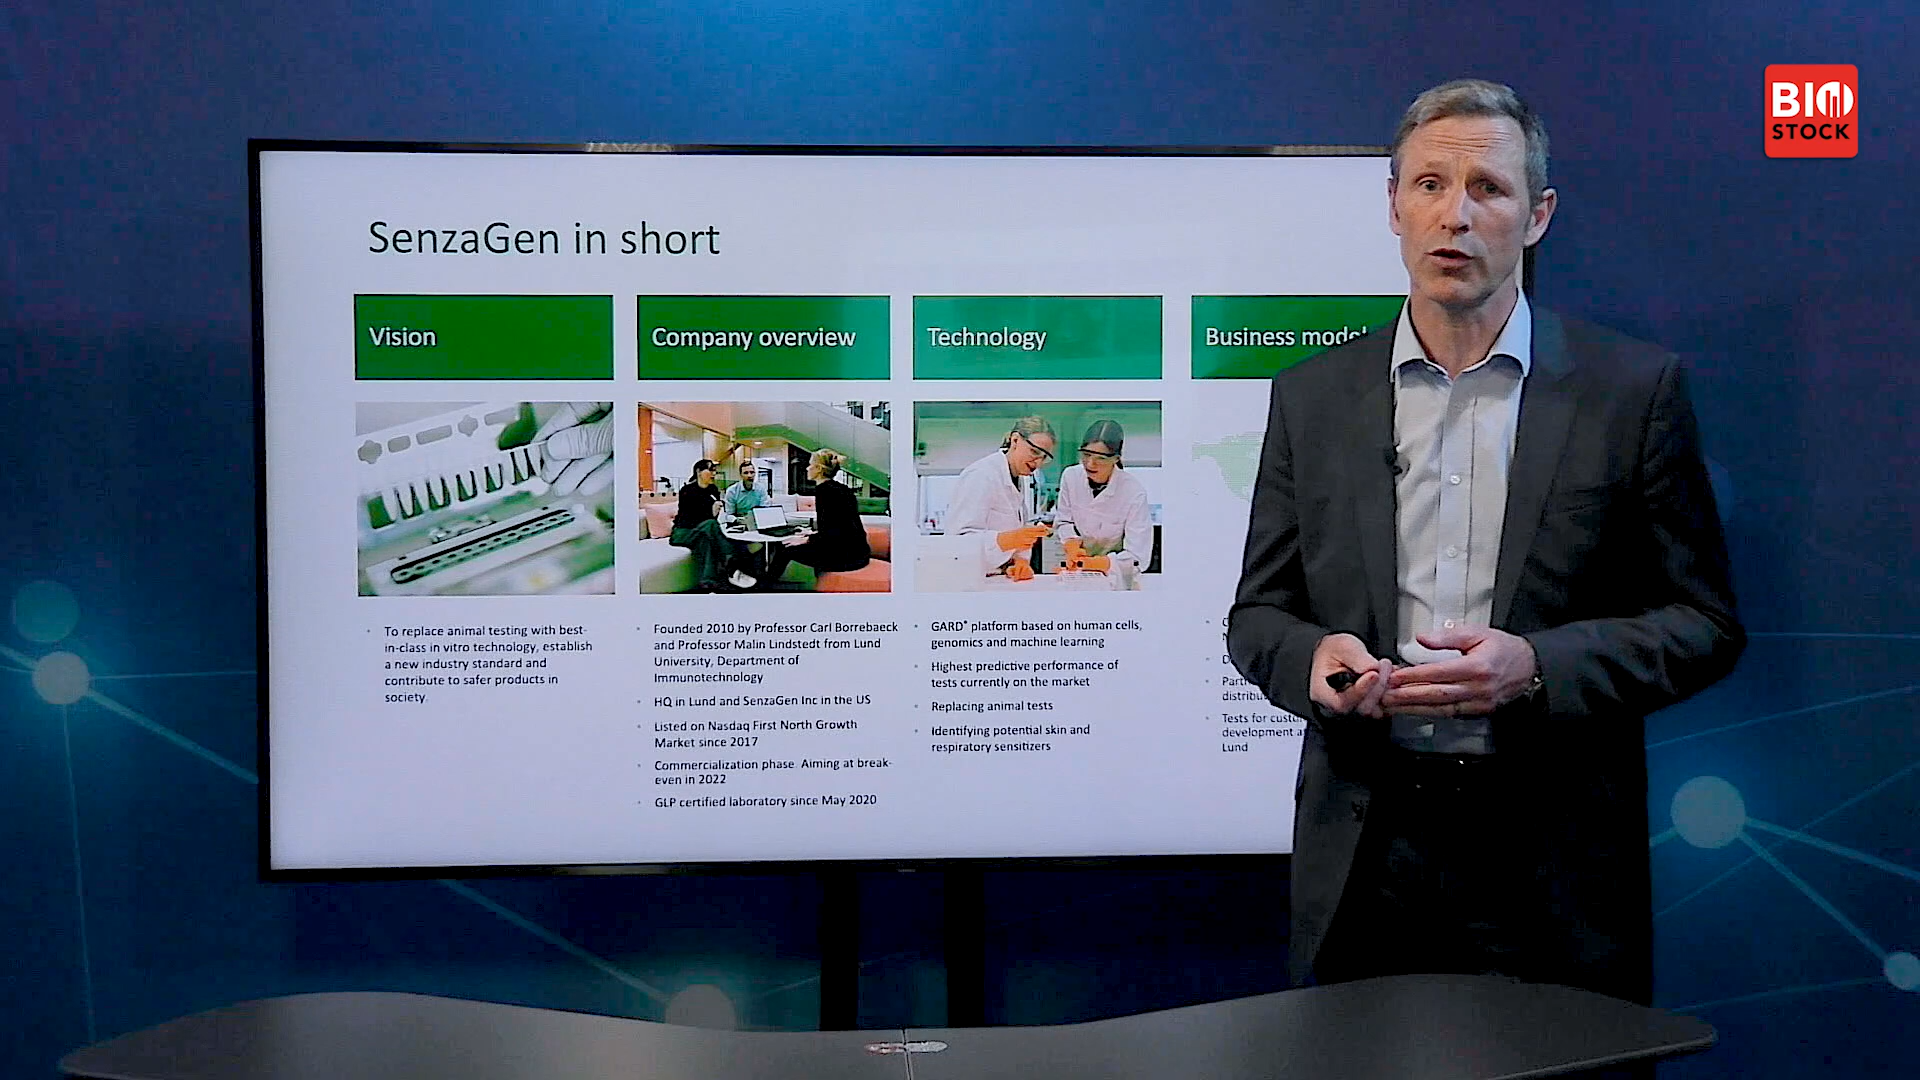 BIO
STOCK
SenzaGen in short
Vision
To replace animal testing with best-
in-class in vitro technology, establish
a new industry standard and
contribute to safer products in
society.
Company overview
Founded 2010 by Professor Carl Borrebaeck
and Professor Malin Lindstedt from Lund
University, Department of
Immunotechnology
HQ in Lund and SenzaGen Inc in the US
Listed on Nasdaq First North Growth
Market since 2017
Commercialization phase. Aiming at break-
even in 2022
GLP certified laboratory since May 2020
Technology
GARD® platform based on human cells,
genomics and machine learning
Highest predictive performance of
tests currently on the market
Replacing animal tests
Identifying potential skin and
respiratory sensitizers
Business model
Tests for
development
Lund